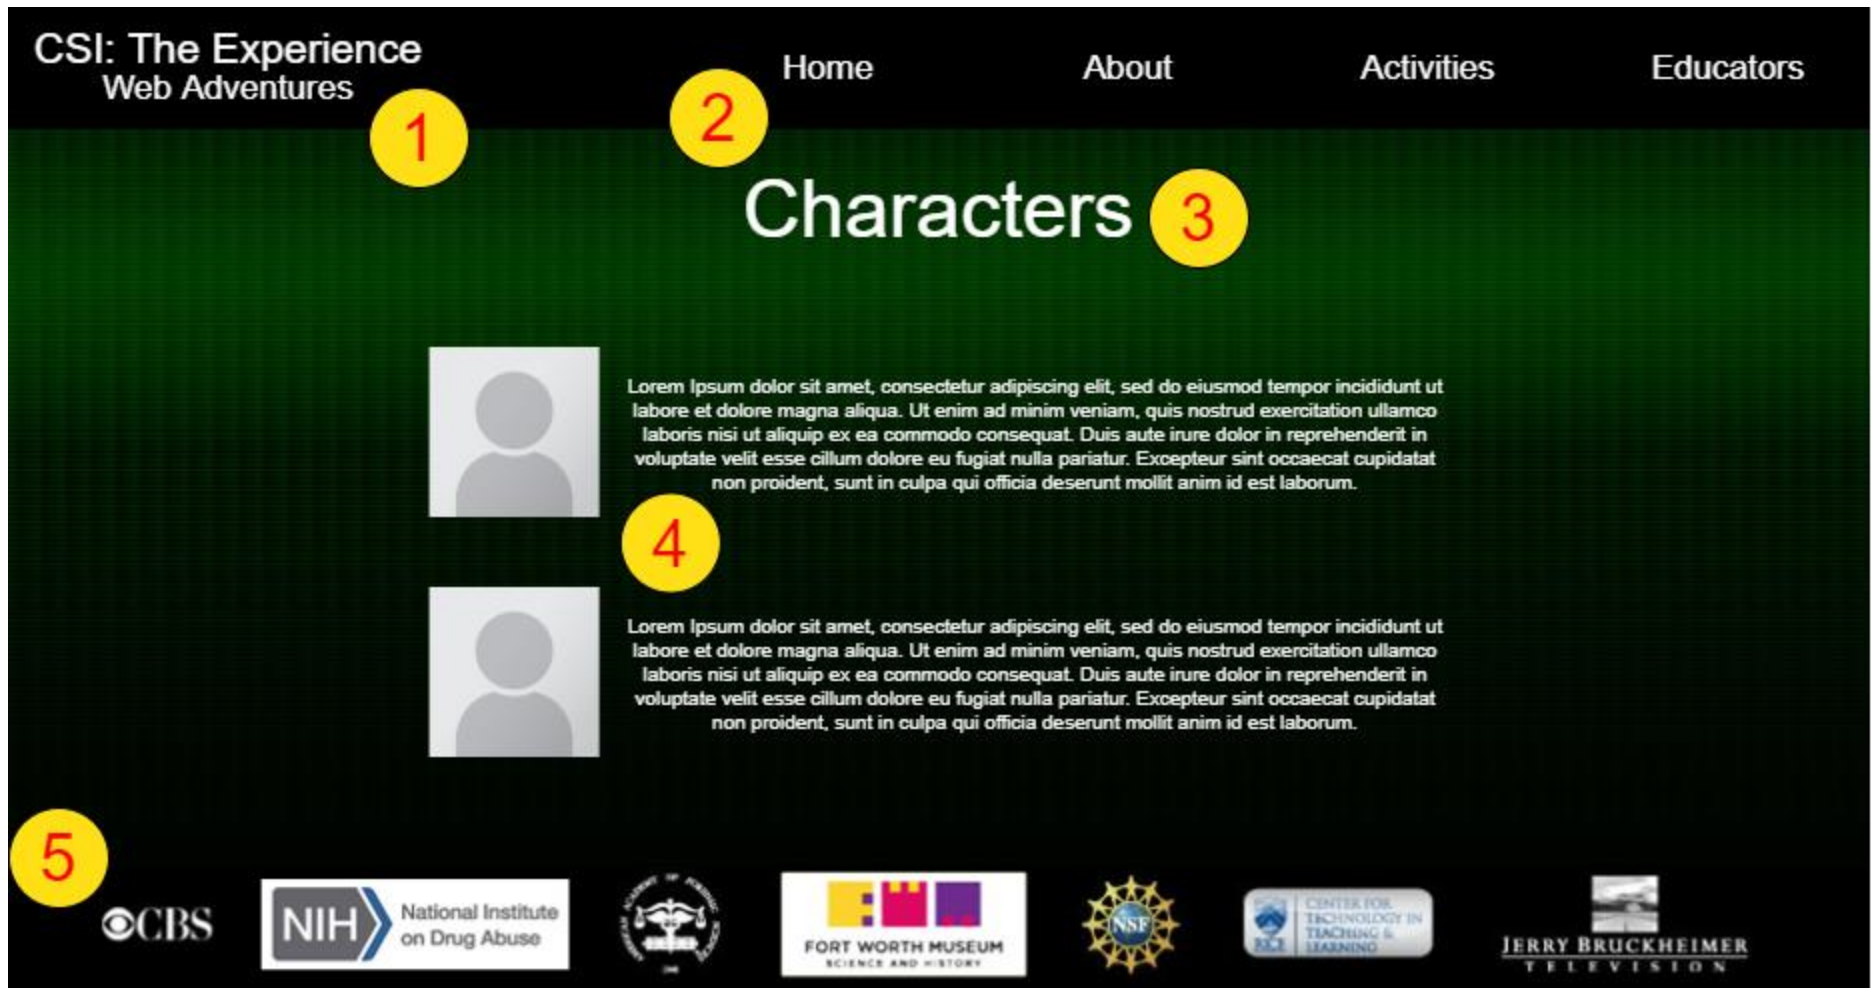 CSI: The Experience
Web Adventures
Home
About
Activities
Educators
1
2
Characters
3
Lorem Ipsum dolor sit amet, consectetur adipiscing elit, sed do eiusmod tempor incididunt ut
labore et dolore magna aliqua. Ut enim ad minim veniam, quis nostrud exercitation ullamco
laboris nisi ut aliquip ex ea commodo consequat. Duis aute irure dolor in reprehenderit in
voluptate velit esse cillum dolore eu fugiat nulla pariatur. Excepteur sint occaecat cupidatat
non proident, sunt in culpa qui officia deserunt mollit anim id est laborum.
4
Lorem Ipsum dolor sit amet, consectetur adipiscing elit, sed do eiusmod tempor incididunt ut
labore et dolore magna aliqua. Ut enim ad minim veniam, quis nostrud exercitation ullamco
laboris nisi ut aliquip ex ea commodo consequat. Duis aute irure dolor in reprehenderit in
voluptate velit esse cillum dolore eu fugiat nulla pariatur. Excepteur sint occaecat cupidatat
non proident, sunt in culpa qui officia deserunt mollit anim id est laborum.
5
CBS
NIH
National Institute
on Drug Abuse
AMERICAN ACADEMY OF FORENSIC
FORT WORTH MUSEUM
SCIENCE AND HISTORY
NSF
RICE
CENTER FOR
TECHNOLOGY IN
TEACHING &
LEARNING
JERRY BRUCKHEIMER
TELEVISION